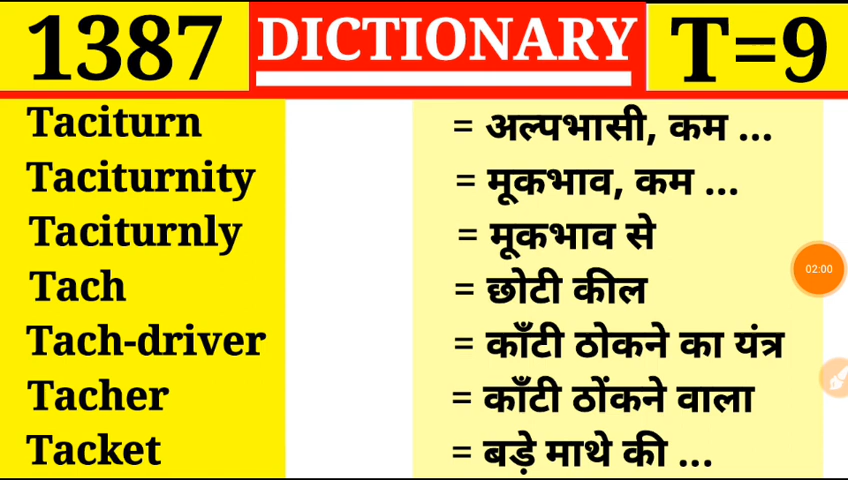 1387 DICTIONARY T=9
Taciturn = अल्पभासी, कम ...
Taciturnity = मूकभाव, कम ...
Taciturnly = मूकभाव से
Tach = छोटी कील
Tach-driver = काँटी ठोकने का यंत्र
Tacher = काँटी ठोंकने वाला
Tacket = बड़े माथे की ...
02:00